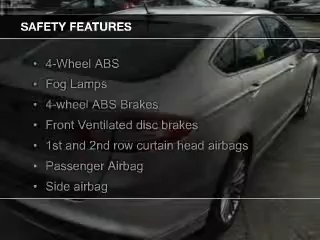 SAFETY FEATURES
• 4-Wheel ABS
• Fog Lamps
• 4-wheel ABS Brakes
• Front Ventilated disc brakes
• 1st and 2nd row curtain head airbags
• Passenger Airbag
• Side airbag